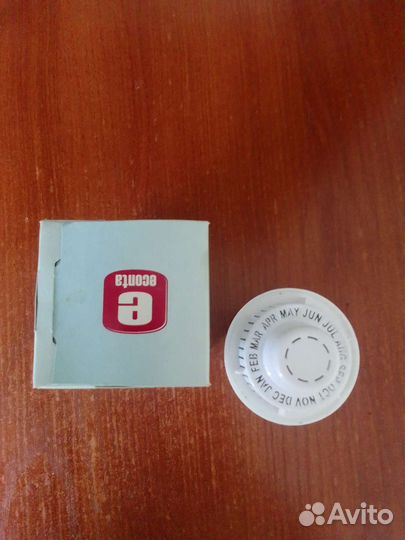 e
econta
JAN FEB MAR APR MAY JUN JUL AUG SEP OCT NOV DEC
Avito